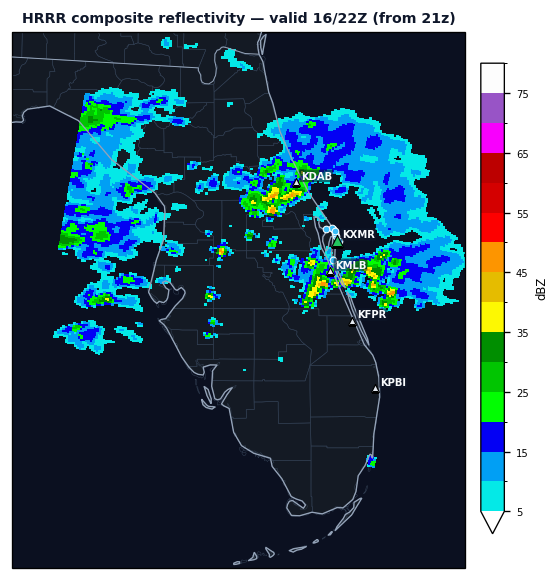 HRRR composite reflectivity — valid 16/22Z (from 21z)
KDAB
KXMR
KMLB
KFPR
KPBI
75
65
55
45
35
25
15
5
dBZ